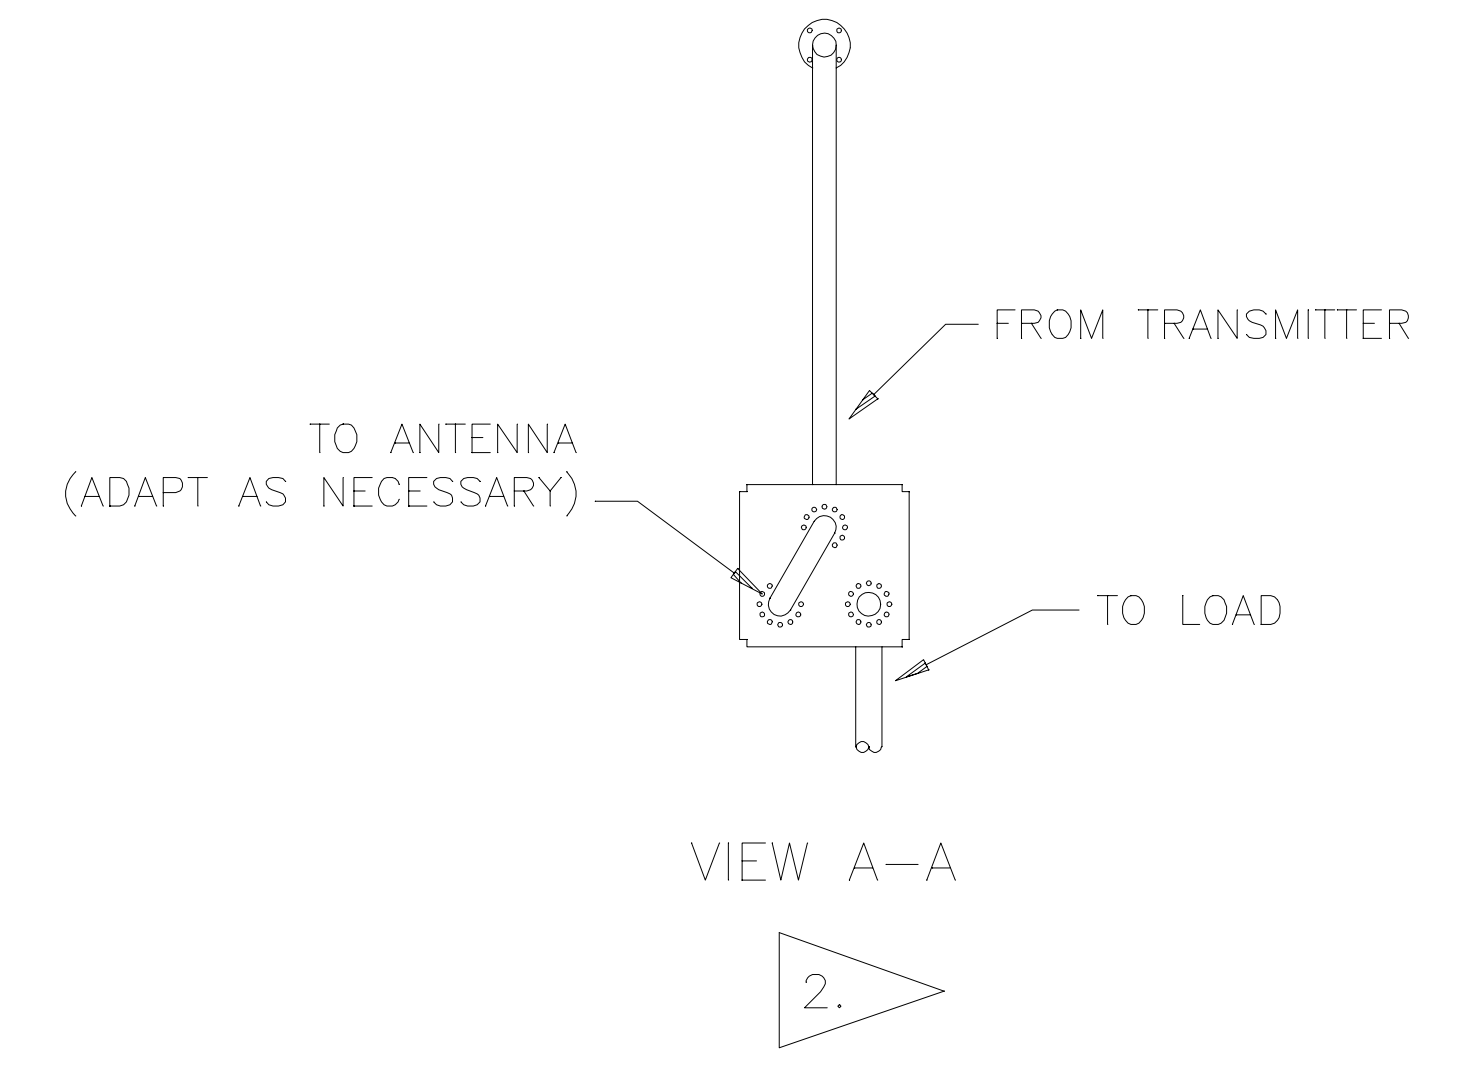 FROM TRANSMITTER
TO ANTENNA
(ADAPT AS NECESSARY)
TO LOAD
VIEW A-A
2.